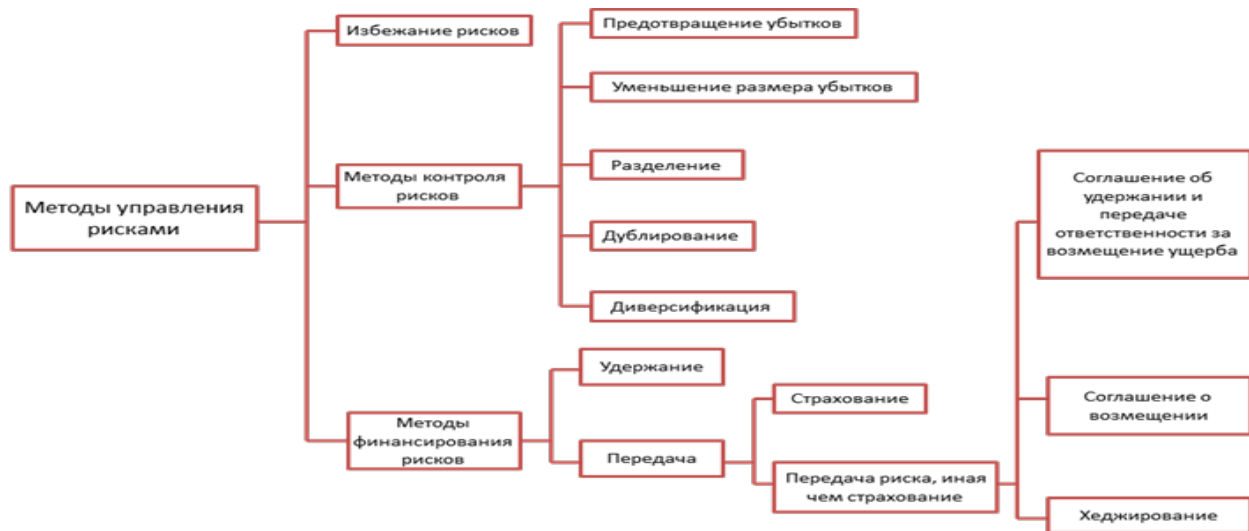 Методы управления
рисками
Избежание рисков
Методы контроля
рисков
Предотвращение убытков
Уменьшение размера убытков
Разделение
Дублирование
Диверсификация
Методы
финансирования
рисков
Удержание
Передача
Страхование
Передача риска, иная
чем страхование
Соглашение об
удержании и
передаче
ответственности за
возмещение ущерба
Соглашение о
возмещении
Хеджирование